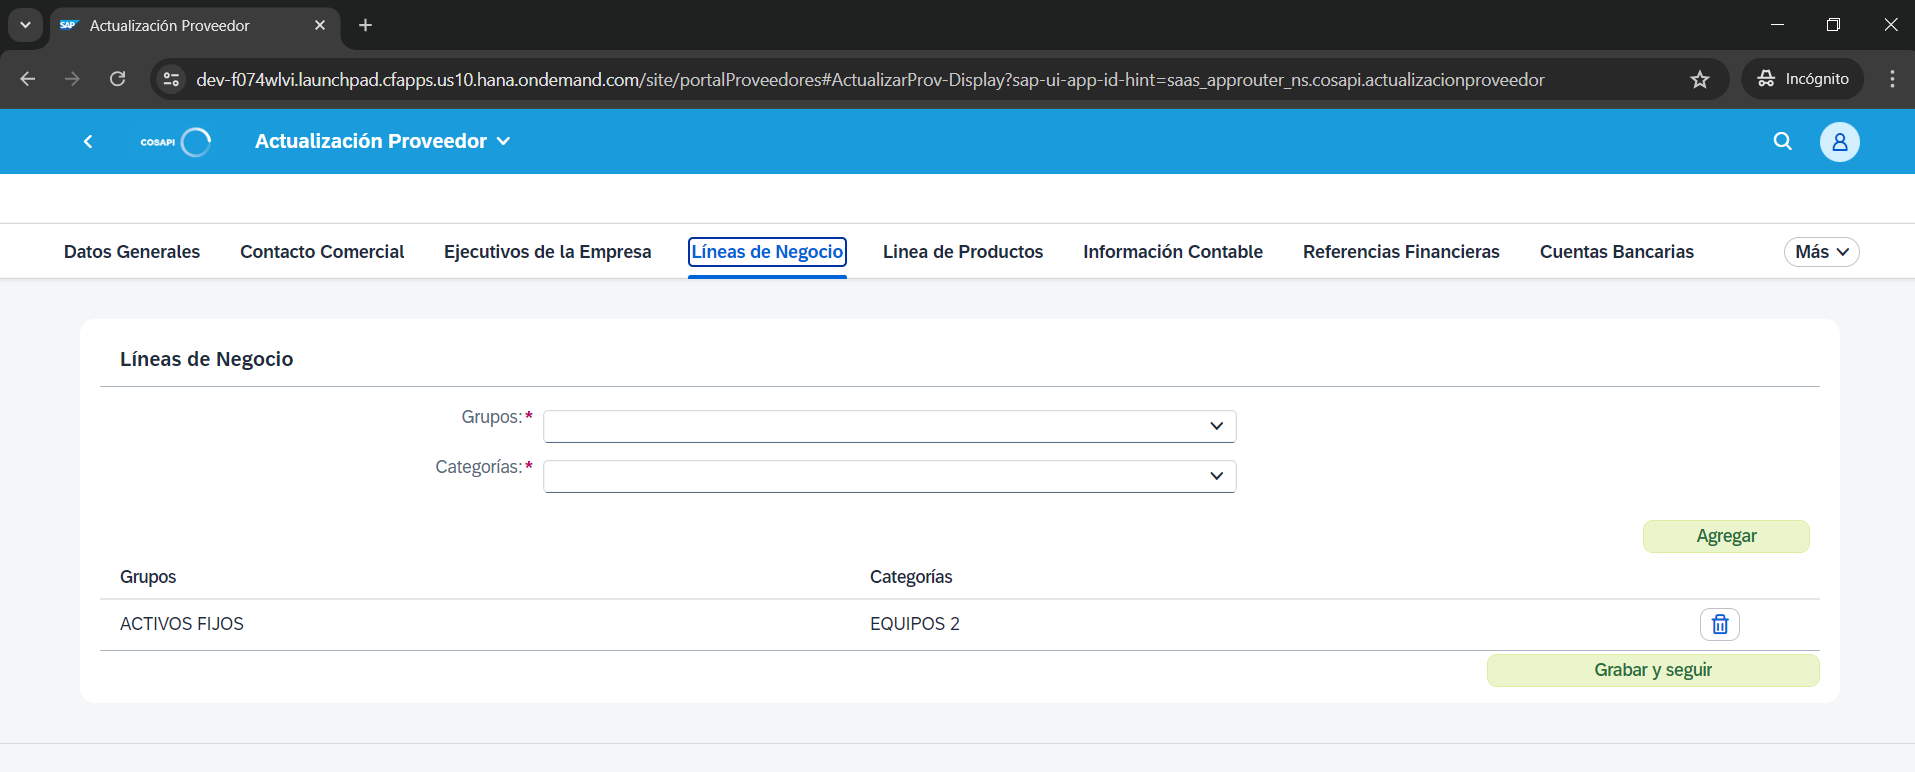 SAP Actualización Proveedor
dev-f074wlvi.launchpad.cfapps.us10.hana.ondemand.com/site/portalProveedores#ActualizarProv-Display?sap-ui-app-id-hint=saas_approuter_ns.cosapi.actualizacionproveedor Incógnito
COSAPI Actualización Proveedor
Datos Generales Contacto Comercial Ejecutivos de la Empresa Líneas de Negocio Linea de Productos Información Contable Referencias Financieras Cuentas Bancarias Más
Líneas de Negocio
Grupos:*
Categorías:*
Agregar
Grupos Categorías
ACTIVOS FIJOS EQUIPOS 2
Grabar y seguir